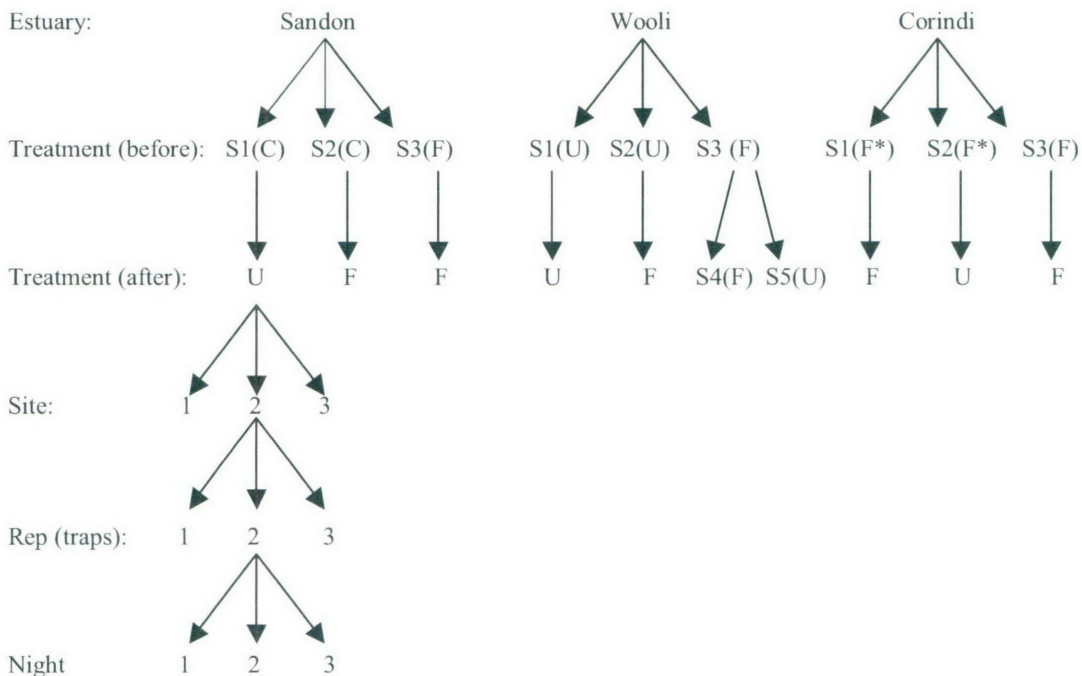 Estuary: Sandon Wooli Corindi
Treatment (before): S1(C) S2(C) S3(F) S1(U) S2(U) S3 (F) S1(F*) S2(F*) S3(F)
Treatment (after): U F F U F S4(F) S5(U) F U F
Site: 1 2 3
Rep (traps): 1 2 3
Night 1 2 3